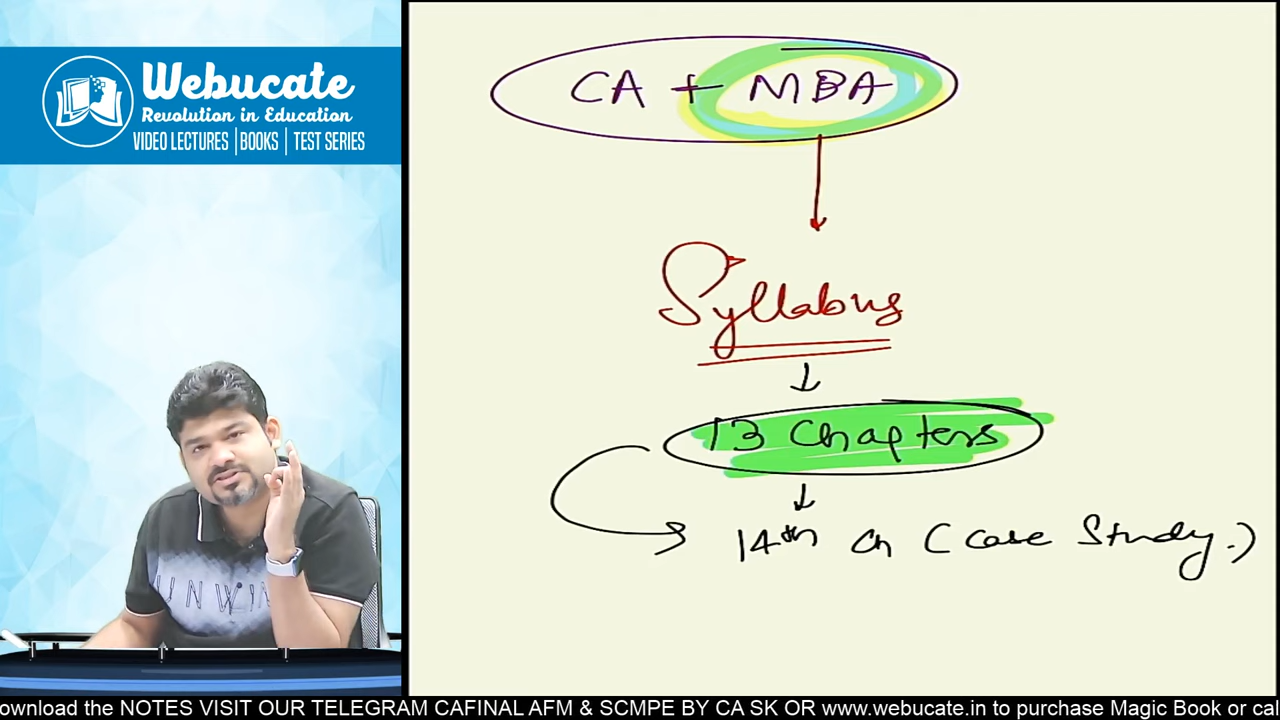 Webucate
Revolution in Education
VIDEO LECTURES | BOOKS | TEST SERIES
CA + MBA
Syllabus
13 Chapters
14th Ch (Case Study.)
UNWIN
ownload the NOTES VISIT OUR TELEGRAM CAFINAL AFM & SCMPE BY CA SK OR www.webucate.in to purchase Magic Book or cal